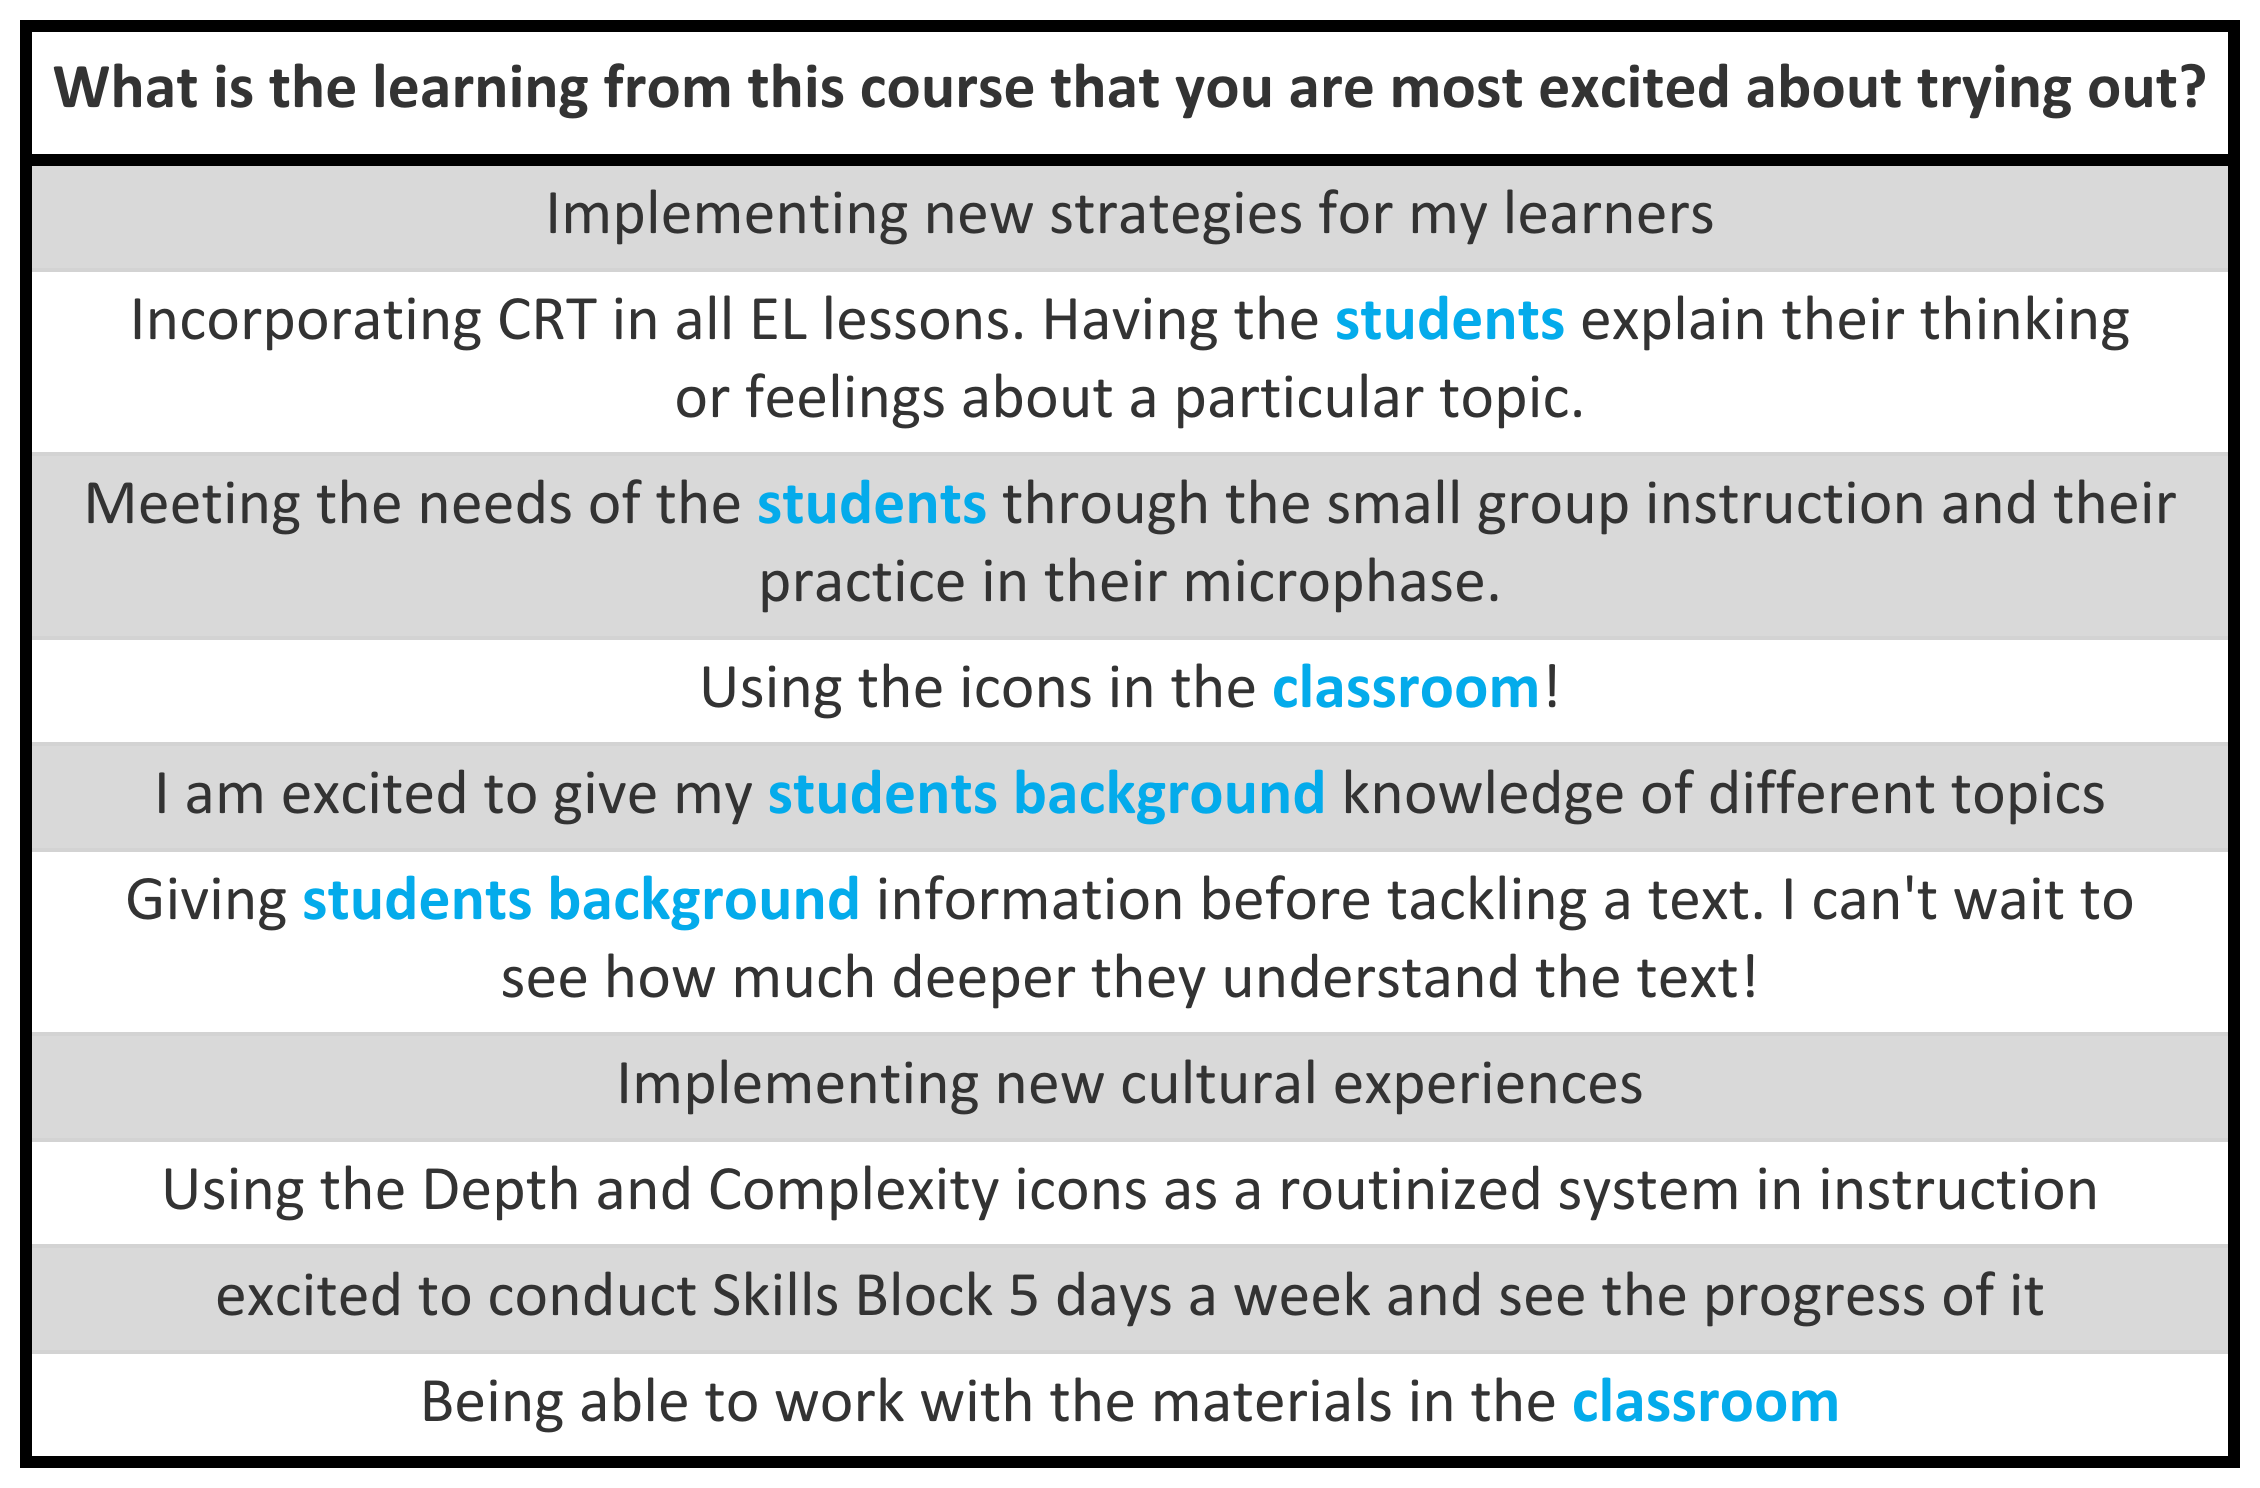 What is the learning from this course that you are most excited about trying out?
Implementing new strategies for my learners
Incorporating CRT in all EL lessons. Having the students explain their thinking
or feelings about a particular topic.
Meeting the needs of the students through the small group instruction and their
practice in their microphase.
Using the icons in the classroom!
I am excited to give my students background knowledge of different topics
Giving students background information before tackling a text. I can't wait to
see how much deeper they understand the text!
Implementing new cultural experiences
Using the Depth and Complexity icons as a routinized system in instruction
excited to conduct Skills Block 5 days a week and see the progress of it
Being able to work with the materials in the classroom